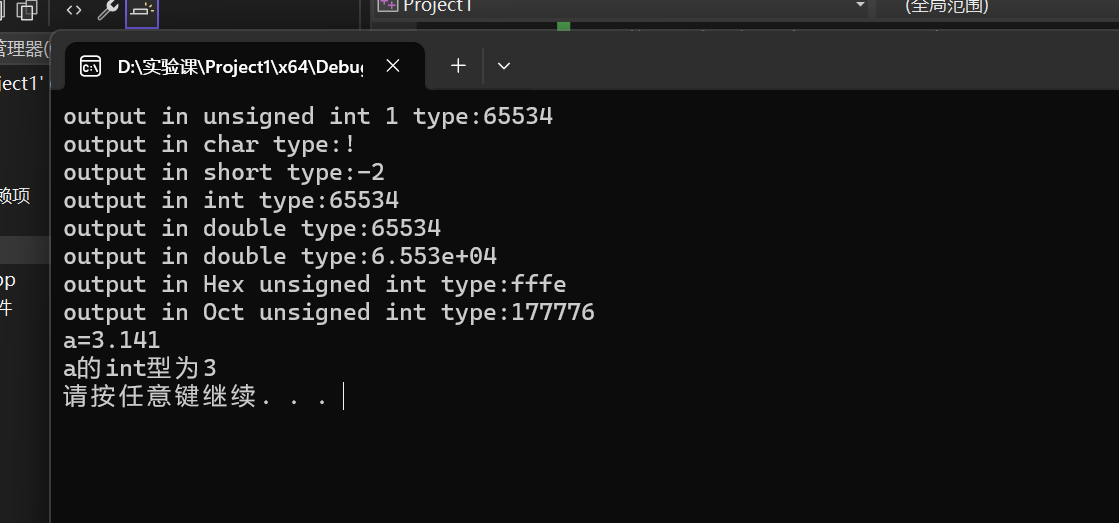 Project1
(全局范围)
管理器(
ject1'
赖项
pp
件
D:\实验课\Project1\x64\Debug
output in unsigned int 1 type:65534
output in char type:!
output in short type:-2
output in int type:65534
output in double type:65534
output in double type:6.553e+04
output in Hex unsigned int type:fffe
output in Oct unsigned int type:177776
a=3.141
a的int型为3
请按任意键继续. . .